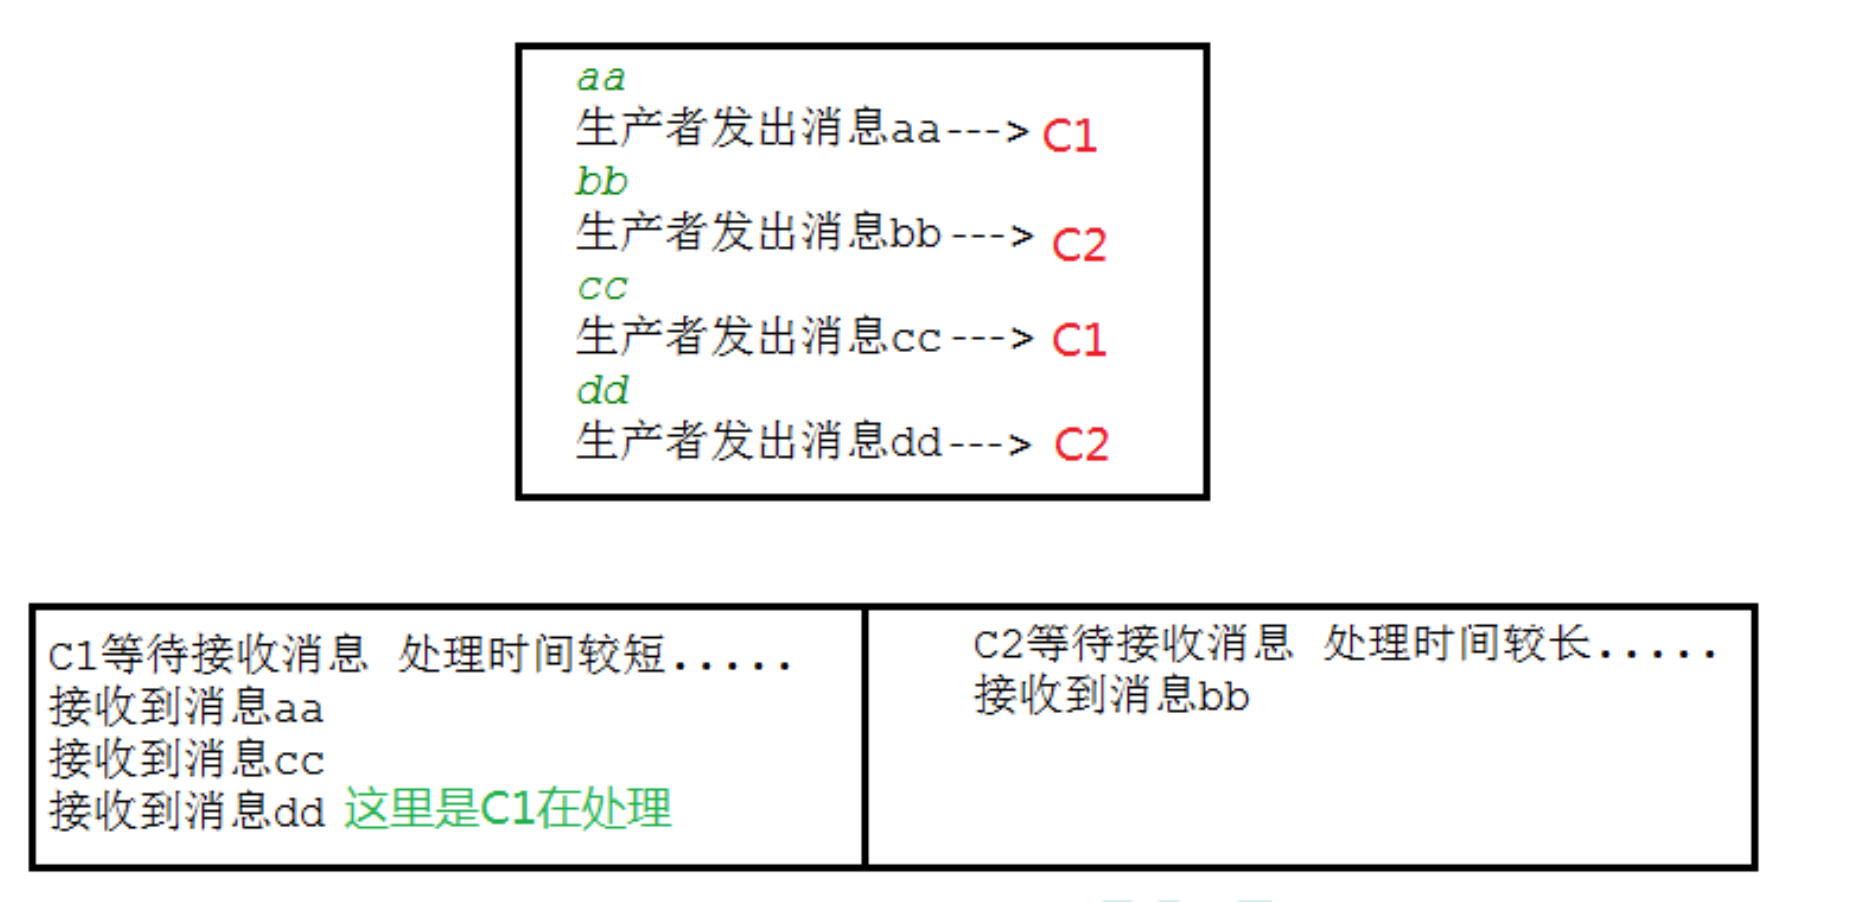 aa
生产者发出消息aa---> C1
bb
生产者发出消息bb---> C2
cc
生产者发出消息cc---> C1
dd
生产者发出消息dd---> C2
C1等待接收消息 处理时间较短.....
接收到消息aa
接收到消息cc
接收到消息dd 这里是C1在处理
C2等待接收消息 处理时间较长.....
接收到消息bb